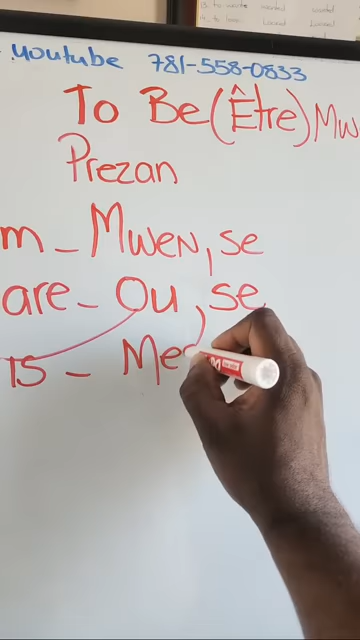 youtube 781-558-0833
To Be (Être) Mw
Prezan
m - Mwen, se
are - Ou, se
is - Me